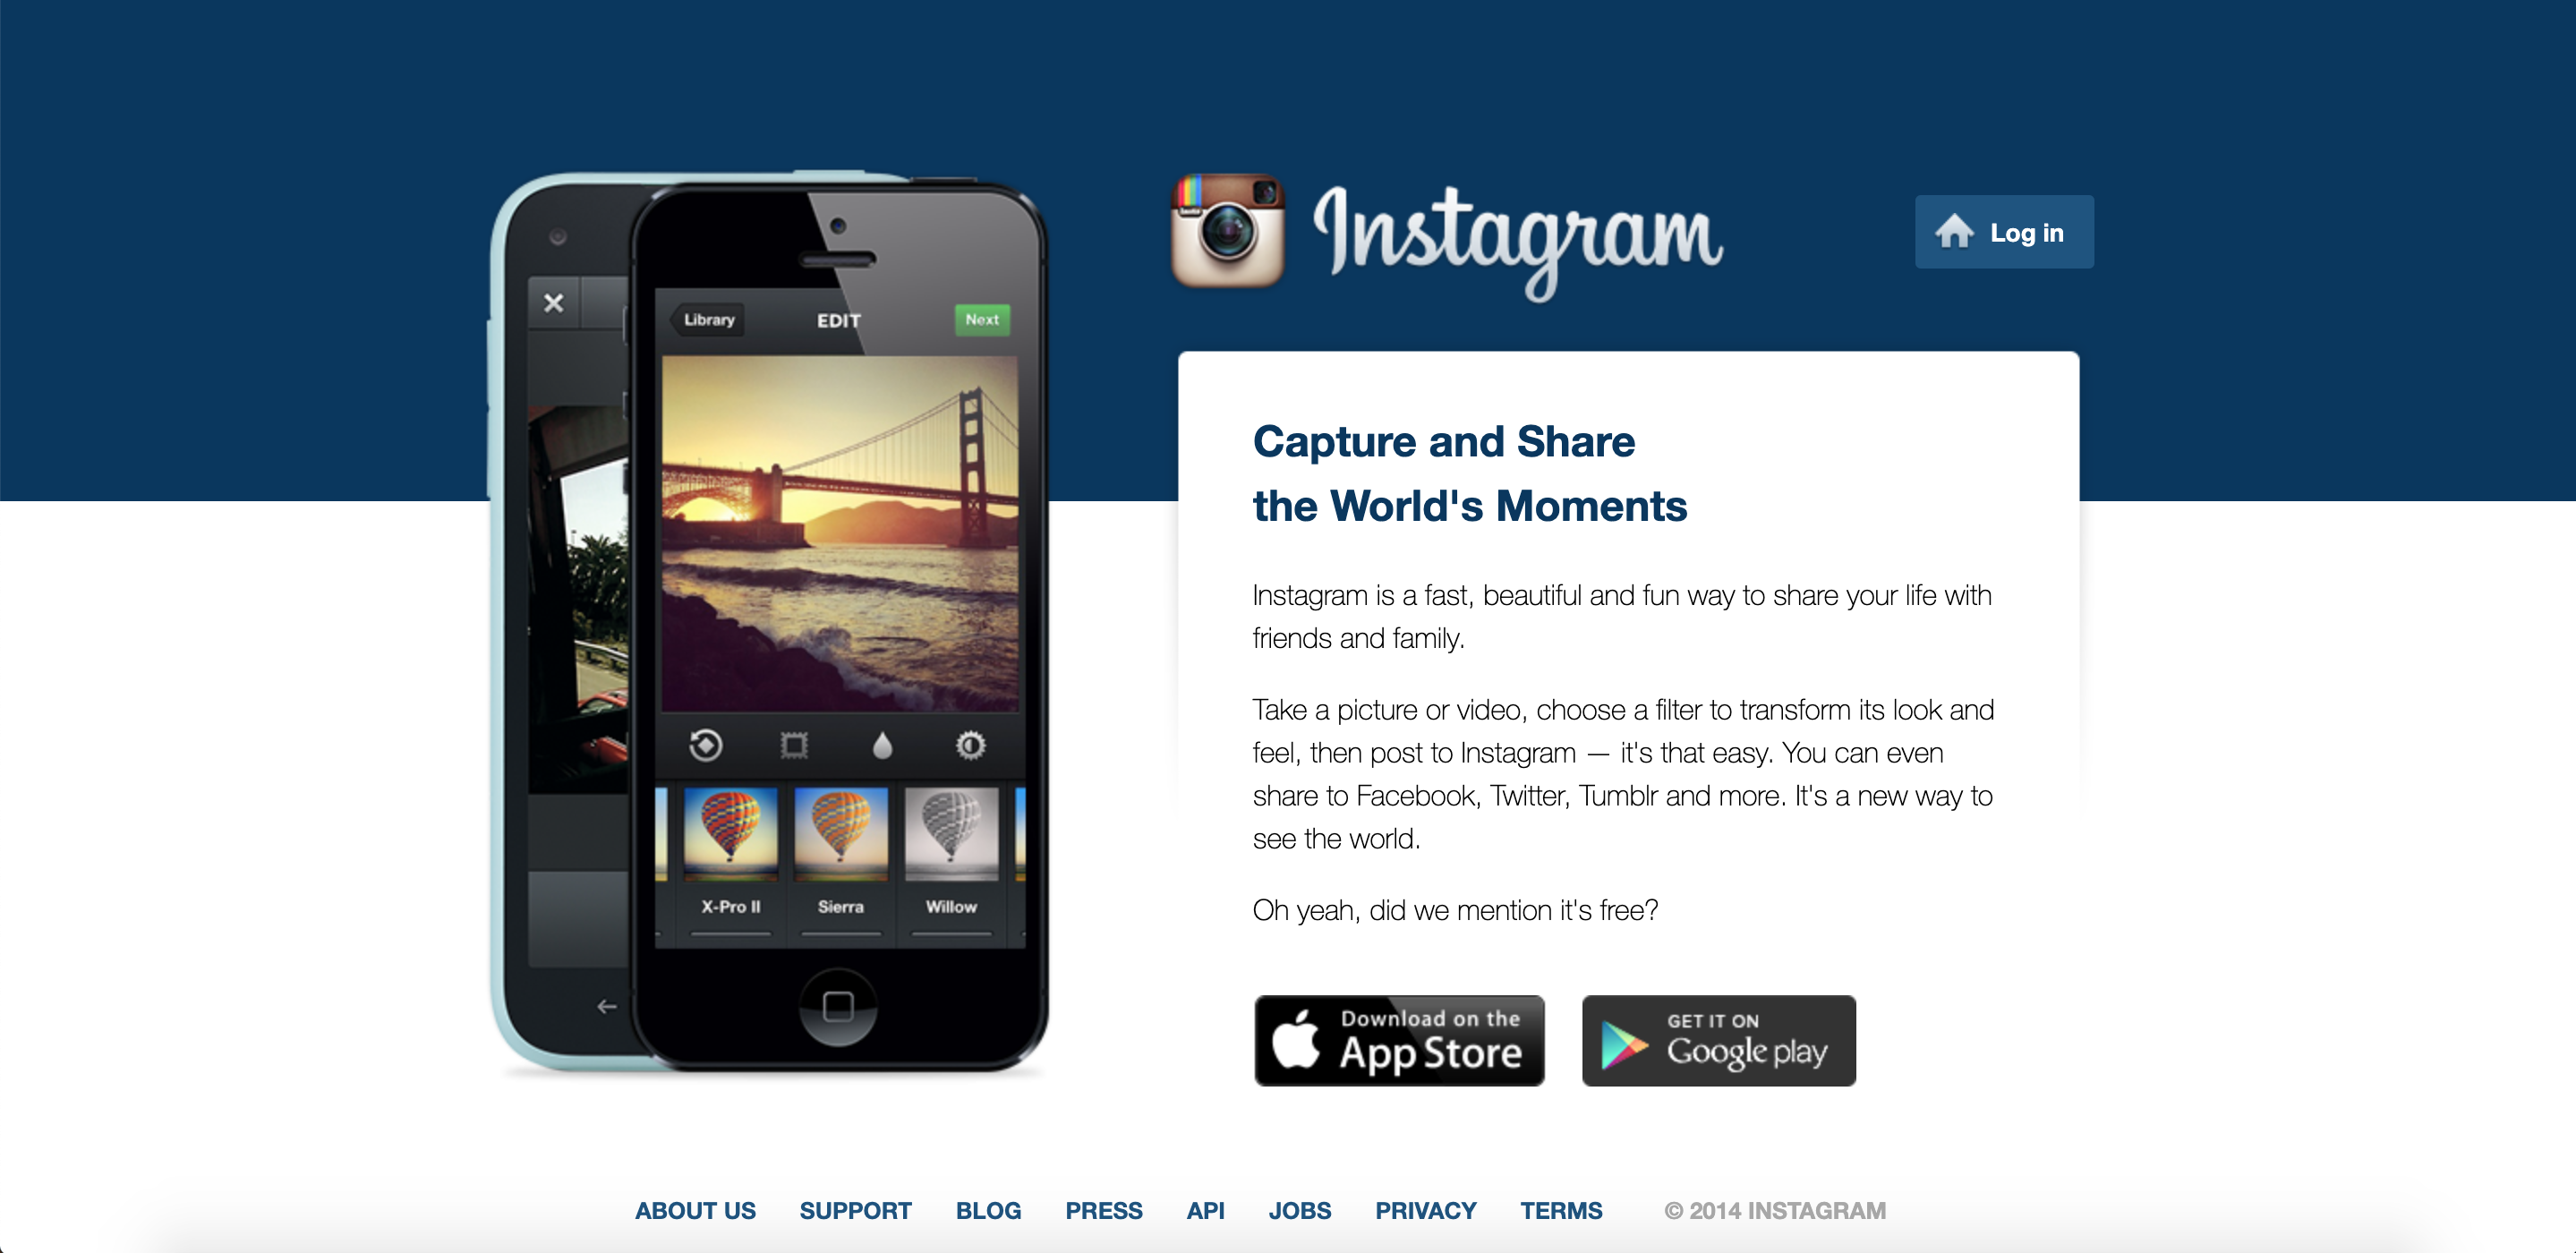 Instagram
Log in
Library
EDIT
Next
X-Pro II
Sierra
Willow
Capture and Share
the World's Moments
Instagram is a fast, beautiful and fun way to share your life with
friends and family.
Take a picture or video, choose a filter to transform its look and
feel, then post to Instagram — it's that easy. You can even
share to Facebook, Twitter, Tumblr and more. It's a new way to
see the world.
Oh yeah, did we mention it's free?
Download on the
App Store
GET IT ON
Google play
ABOUT US SUPPORT BLOG PRESS API JOBS PRIVACY TERMS © 2014 INSTAGRAM